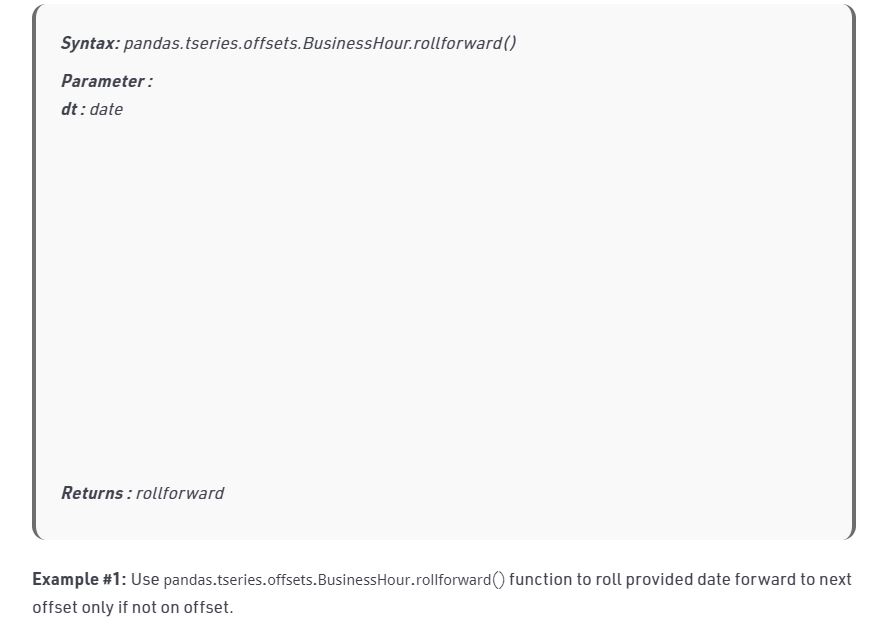 Syntax: pandas.tseries.offsets.BusinessHour.rollforward()
Parameter :
dt : date
Returns : rollforward
Example #1: Use pandas.tseries.offsets.BusinessHour.rollforward() function to roll provided date forward to next
offset only if not on offset.